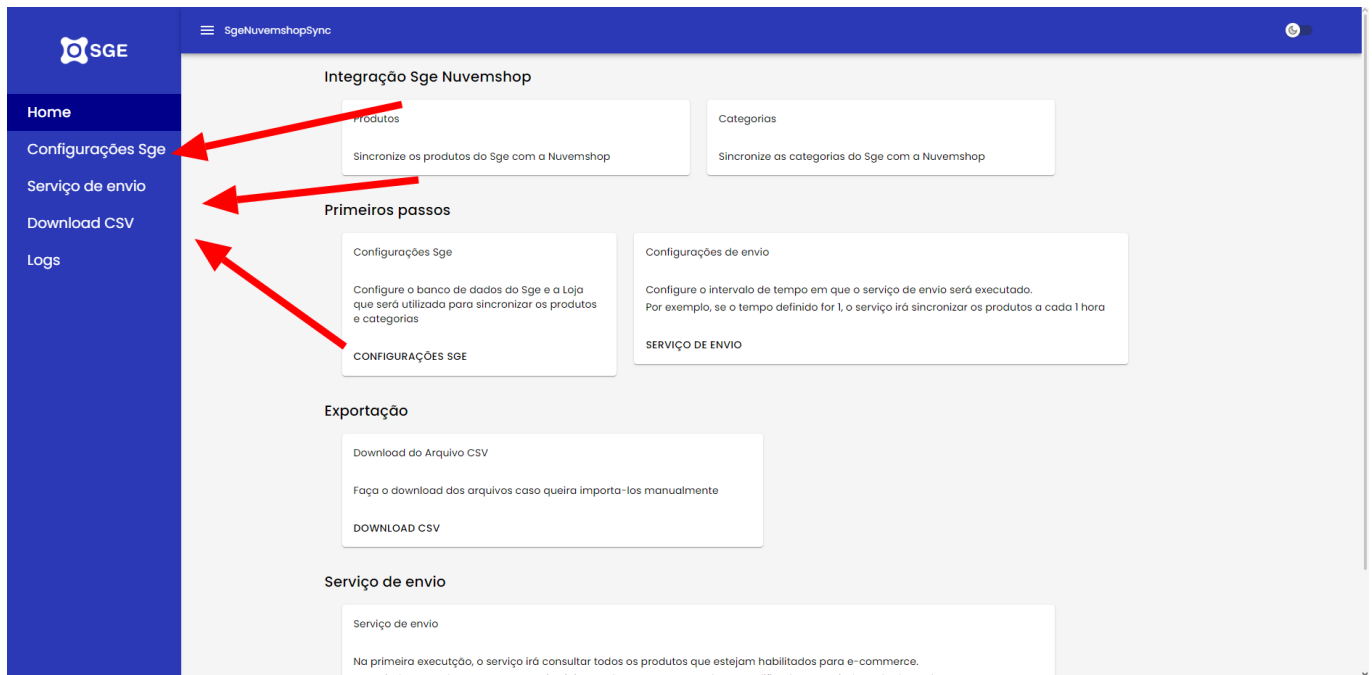 SGE
SgeNuvemshopSync
Home
Configurações Sge
Serviço de envio
Download CSV
Logs
Integração Sge Nuvemshop
Produtos
Sincronize os produtos do Sge com a Nuvemshop
Categorias
Sincronize as categorias do Sge com a Nuvemshop
Primeiros passos
Configurações Sge
Configure o banco de dados do Sge e a Loja
que será utilizada para sincronizar os produtos
e categorias
CONFIGURAÇÕES SGE
Configurações de envio
Configure o intervalo de tempo em que o serviço de envio será executado.
Por exemplo, se o tempo definido for 1, o serviço irá sincronizar os produtos a cada 1 hora
SERVIÇO DE ENVIO
Exportação
Download do Arquivo CSV
Faça o download dos arquivos caso queira importa-los manualmente
DOWNLOAD CSV
Serviço de envio
Serviço de envio
Na primeira executção, o serviço irá consultar todos os produtos que estejam habilitados para e-commerce.